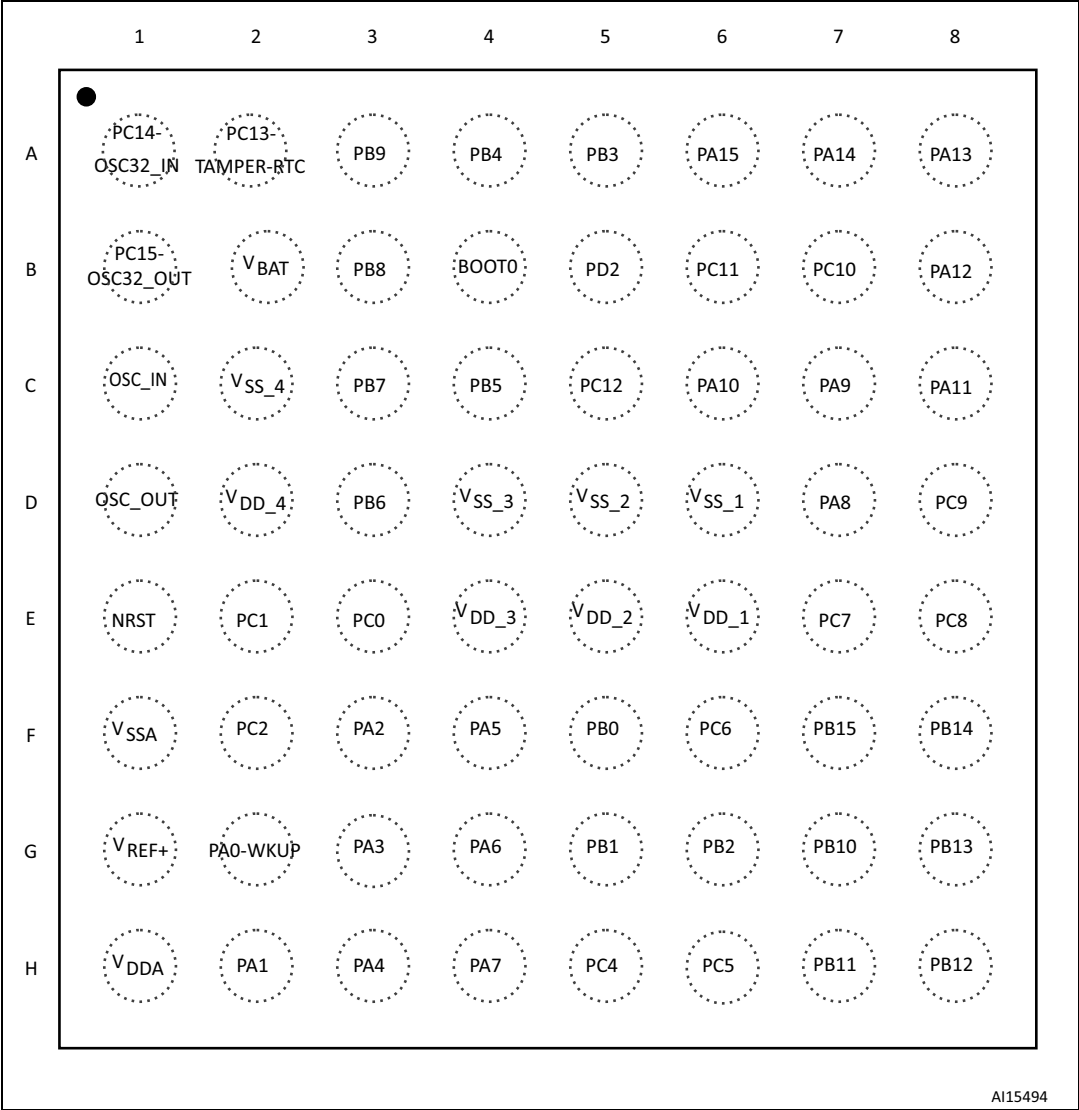 1 2 3 4 5 6 7 8
A PC14-OSC32_IN PC13-TAMPER-RTC PB9 PB4 PB3 PA15 PA14 PA13
B PC15-OSC32_OUT VBAT PB8 BOOT0 PD2 PC11 PC10 PA12
C OSC_IN VSS_4 PB7 PB5 PC12 PA10 PA9 PA11
D OSC_OUT VDD_4 PB6 VSS_3 VSS_2 VSS_1 PA8 PC9
E NRST PC1 PC0 VDD_3 VDD_2 VDD_1 PC7 PC8
F VSSA PC2 PA2 PA5 PB0 PC6 PB15 PB14
G VREF+ PA0-WKUP PA3 PA6 PB1 PB2 PB10 PB13
H VDDA PA1 PA4 PA7 PC4 PC5 PB11 PB12
AI15494